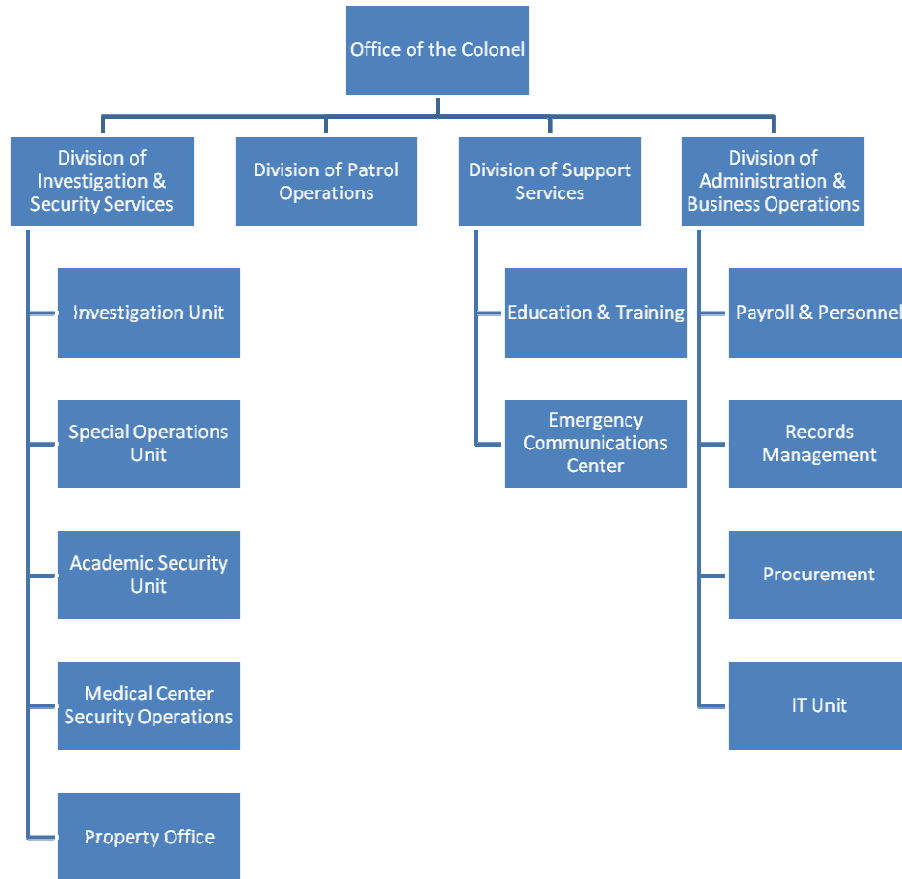 Office of the Colonel
Division of
Investigation &
Security Services
Division of Patrol
Operations
Division of Support
Services
Division of
Administration &
Business Operations
Investigation Unit
Special Operations
Unit
Academic Security
Unit
Medical Center
Security Operations
Property Office
Education & Training
Emergency
Communications
Center
Payroll & Personnel
Records
Management
Procurement
IT Unit